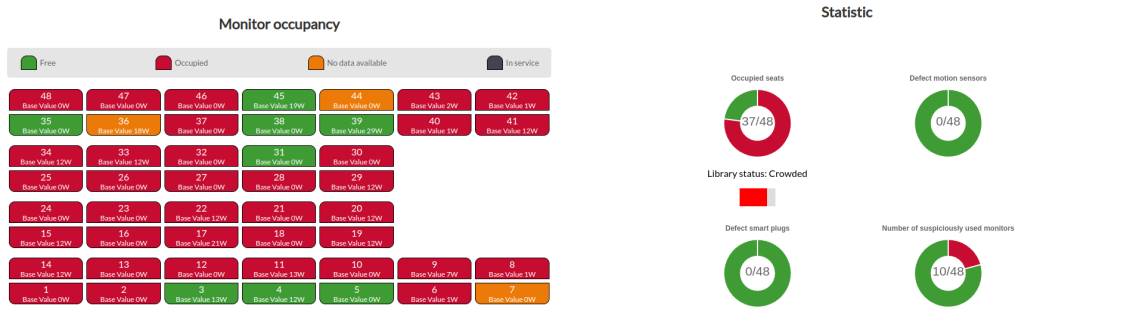 Monitor occupancy
Free Occupied No data available In service
48 47 46 45 44 43 42
Base Value 0W Base Value 0W Base Value 0W Base Value 19W Base Value 0W Base Value 2W Base Value 1W
35 36 37 38 39 40 41
Base Value 0W Base Value 18W Base Value 0W Base Value 0W Base Value 29W Base Value 1W Base Value 12W
34 33 32 31 30
Base Value 12W Base Value 12W Base Value 0W Base Value 0W Base Value 0W
25 26 27 28 29
Base Value 0W Base Value 0W Base Value 0W Base Value 0W Base Value 12W
24 23 22 21 20
Base Value 0W Base Value 0W Base Value 12W Base Value 0W Base Value 12W
15 16 17 18 19
Base Value 12W Base Value 0W Base Value 21W Base Value 0W Base Value 12W
14 13 12 11 10 9 8
Base Value 12W Base Value 0W Base Value 0W Base Value 13W Base Value 0W Base Value 7W Base Value 1W
1 2 3 4 5 6 7
Base Value 0W Base Value 0W Base Value 13W Base Value 12W Base Value 0W Base Value 1W Base Value 0W
Statistic
Occupied seats Defect motion sensors
37/48 0/48
Library status: Crowded
Defect smart plugs Number of suspiciously used monitors
0/48 10/48